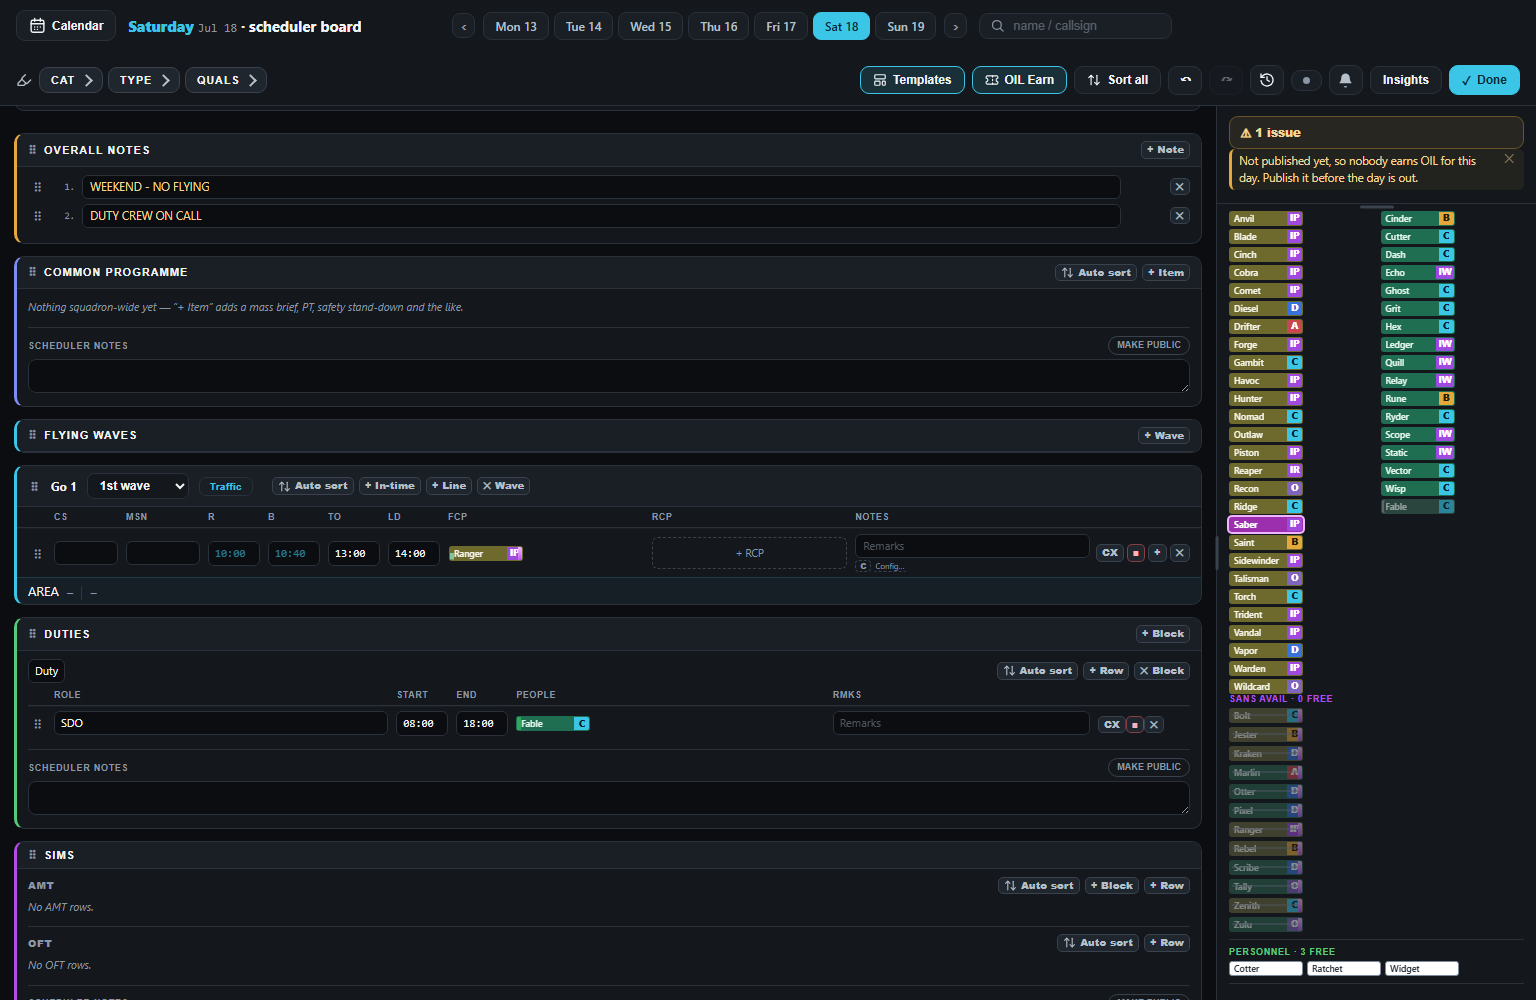 Calendar
Saturday Jul 18 · scheduler board
Mon 13
Tue 14
Wed 15
Thu 16
Fri 17
Sat 18
Sun 19
name / callsign
CAT
TYPE
QUALS
Templates
OIL Earn
Sort all
Insights
✓ Done
OVERALL NOTES
+ Note
1. WEEKEND - NO FLYING
2. DUTY CREW ON CALL
COMMON PROGRAMME
Auto sort
+ Item
Nothing squadron-wide yet — "+ Item" adds a mass brief, PT, safety stand-down and the like.
SCHEDULER NOTES
MAKE PUBLIC
FLYING WAVES
+ Wave
Go 1
1st wave
Traffic
Auto sort
+ In-time
+ Line
✕ Wave
CS MSN R B TO LD FCP RCP NOTES
10:00 10:40 13:00 14:00 Ranger IP + RCP Remarks CX
C Config...
AREA – | –
DUTIES
+ Block
Duty
Auto sort
+ Row
✕ Block
ROLE START END PEOPLE RMKS
SDO 08:00 18:00 Fable C Remarks CX
SCHEDULER NOTES
MAKE PUBLIC
SIMS
AMT
Auto sort
+ Block
+ Row
No AMT rows.
OFT
Auto sort
+ Row
No OFT rows.
⚠ 1 issue
Not published yet, so nobody earns OIL for this
day. Publish it before the day is out.
Anvil IP
Blade IP
Cinch IP
Cobra IP
Comet IP
Diesel D
Drifter A
Forge IP
Gambit C
Havoc IP
Hunter IP
Nomad C
Outlaw C
Piston IP
Reaper IR
Recon O
Ridge C
Saber IP
Saint B
Sidewinder IP
Talisman O
Torch C
Trident IP
Vandal IP
Vapor D
Warden IP
Wildcard O
Cinder B
Cutter C
Dash C
Echo IW
Ghost C
Grit C
Hex C
Ledger IW
Quill IW
Relay IW
Rune B
Ryder C
Scope IW
Static IW
Vector C
Wisp C
Fable C
SANS AVAIL · 0 FREE
Bolt C
Jester B
Kraken D
Marlin A
Otter D
Pixel D
Ranger IP
Rebel B
Scribe D
Tally O
Zenith C
Zulu O
PERSONNEL · 3 FREE
Cotter
Ratchet
Widget